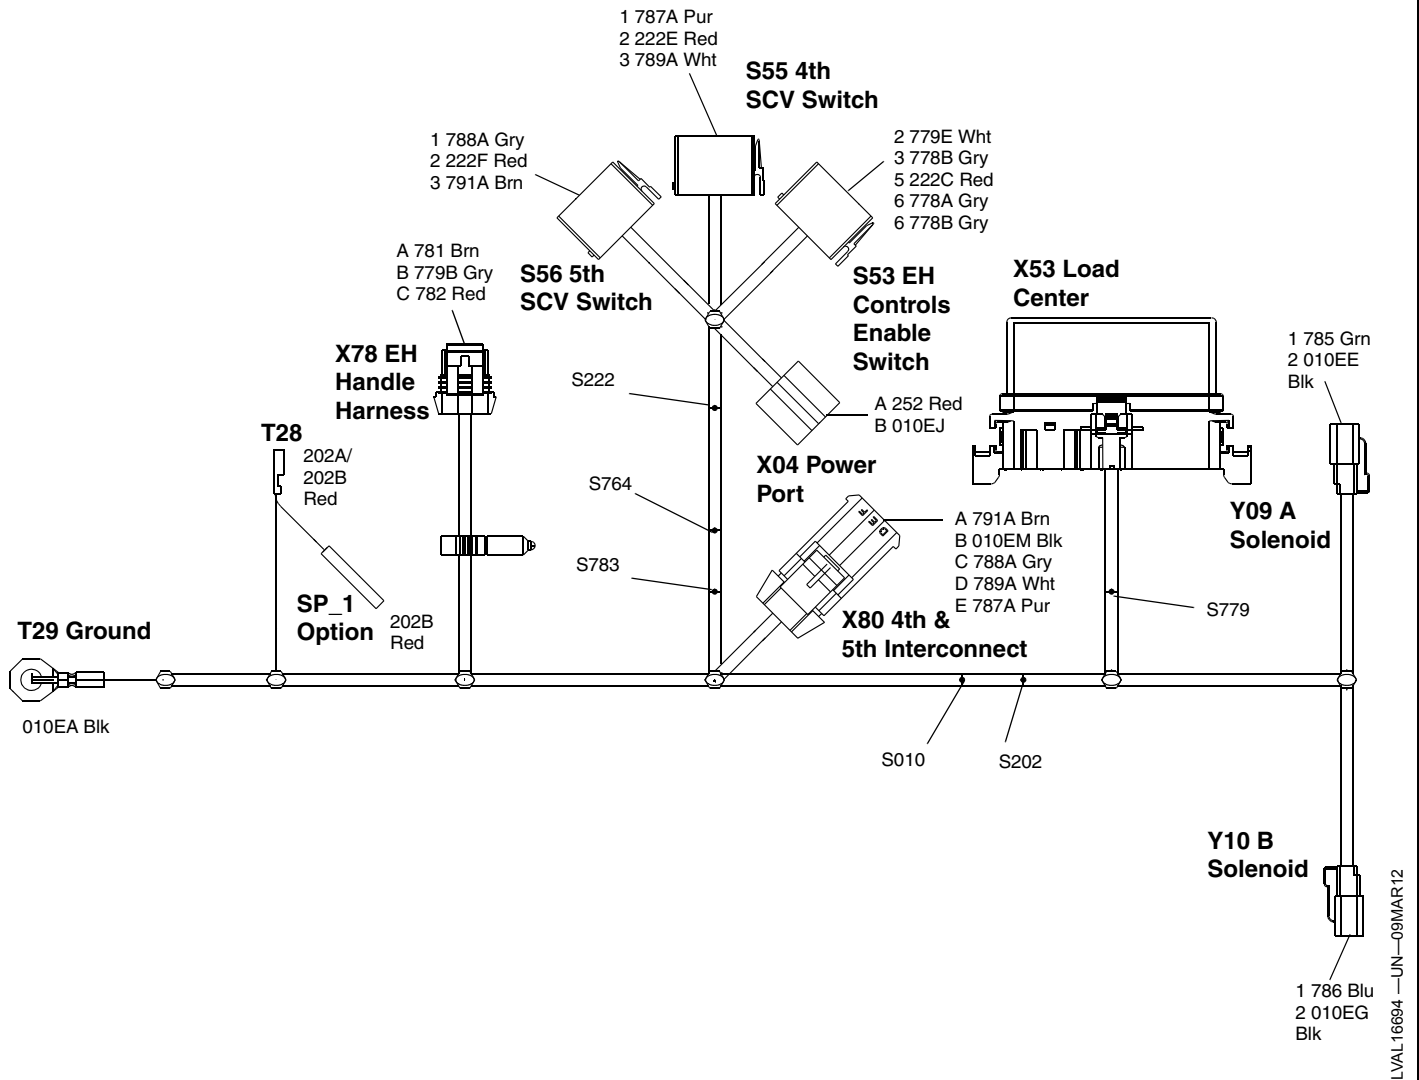 1 787A Pur
2 222E Red
3 789A Wht
S55 4th
SCV Switch
1 788A Gry
2 222F Red
3 791A Brn
2 779E Wht
3 778B Gry
5 222C Red
6 778A Gry
6 778B Gry
A 781 Brn
B 779B Gry
C 782 Red
S56 5th
SCV Switch
S53 EH
Controls
Enable
Switch
X53 Load
Center
1 785 Grn
2 010EE
Blk
X78 EH
Handle
Harness
S222
A 252 Red
B 010EJ
T28
202A/
202B
Red
X04 Power
Port
S764
D E F
A 791A Brn
B 010EM Blk
C 788A Gry
D 789A Wht
E 787A Pur
Y09 A
Solenoid
S783
SP_1
Option
202B
Red
X80 4th &
5th Interconnect
S779
T29 Ground
010EA Blk
S010
S202
Y10 B
Solenoid
1 786 Blu
2 010EG
Blk
LVAL16694 —UN—09MAR12